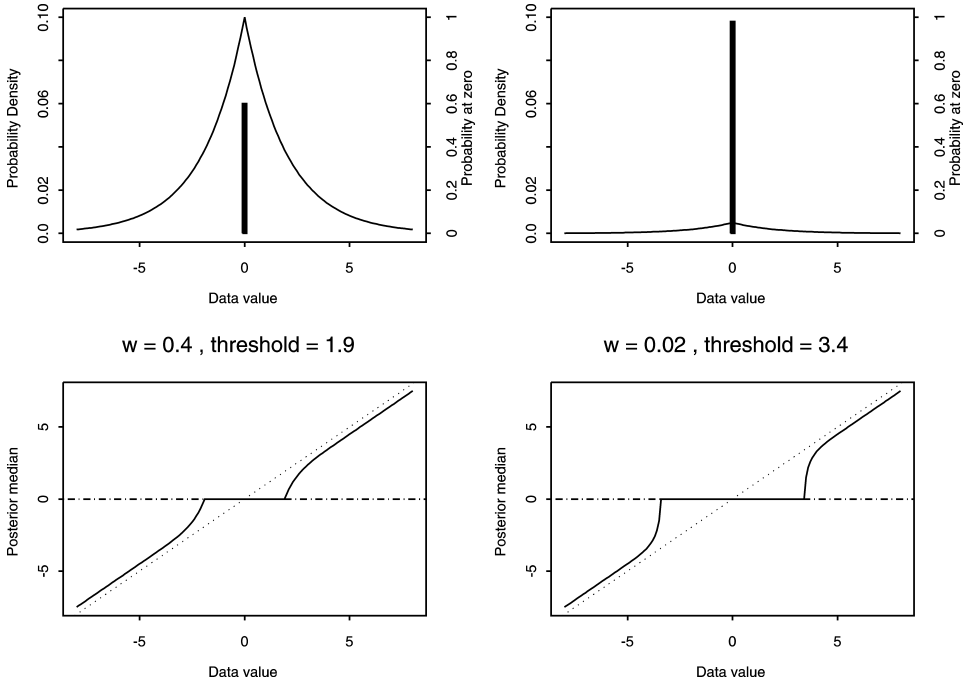 0.10
0.06
0.02
0.0
Probability Density
1
0.8
0.6
0.4
0.2
0
Probability at zero
-5 0 5
Data value
0.10
0.06
0.02
0.0
Probability Density
1
0.8
0.6
0.4
0.2
0
Probability at zero
-5 0 5
Data value
w = 0.4 , threshold = 1.9
5
0
-5
Posterior median
-5 0 5
Data value
w = 0.02 , threshold = 3.4
5
0
-5
Posterior median
-5 0 5
Data value